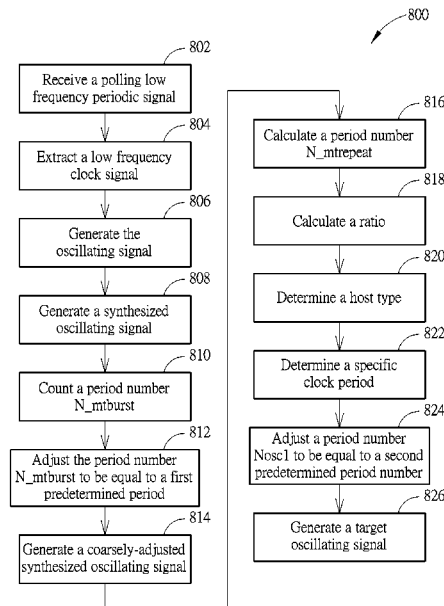 800
802
Receive a polling low
frequency periodic signal
804
Extract a low frequency
clock signal
806
Generate the
oscillating signal
808
Generate a synthesized
oscillating signal
810
Count a period number
N_mtburst
812
Adjust the period number
N_mtburst to be equal to a first
predetermined period
814
Generate a coarsely-adjusted
synthesized oscillating signal
816
Calculate a period number
N_mtrepeat
818
Calculate a ratio
820
Determine a host type
822
Determine a specific
clock period
824
Adjust a period number
Nosc1 to be equal to a second
predetermined period number
826
Generate a target
oscillating signal